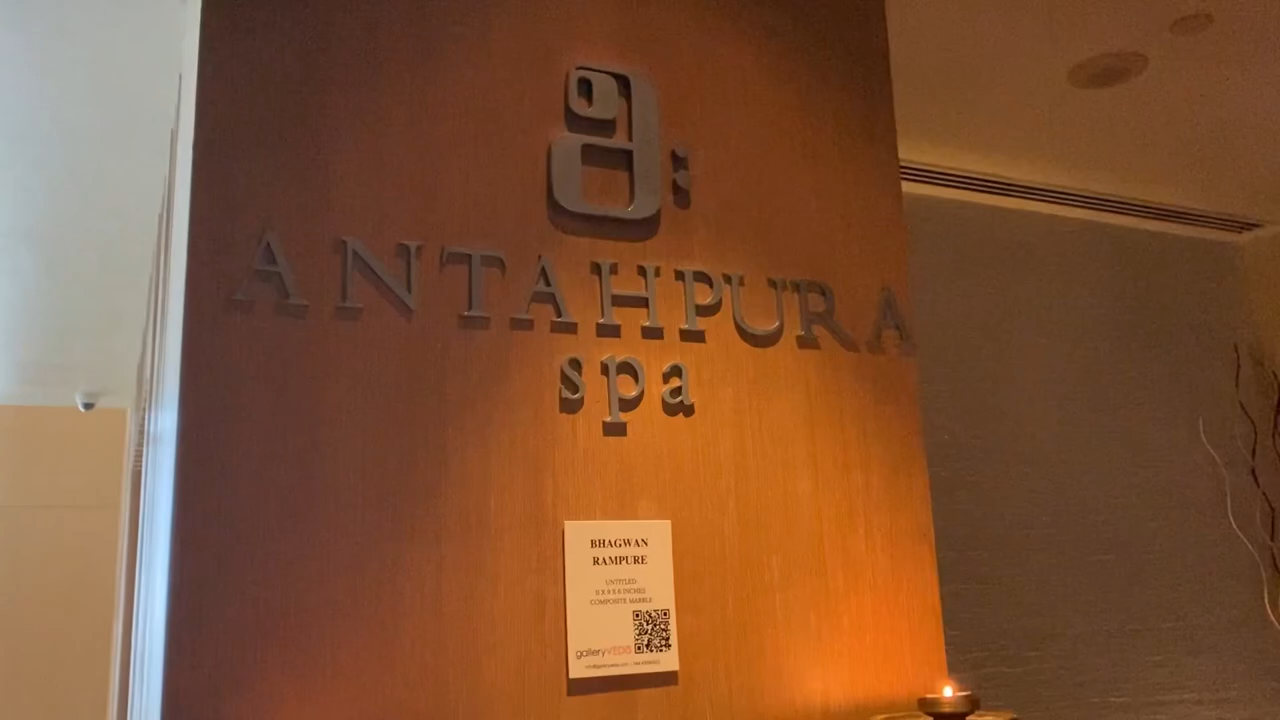 ANTAHPURA
spa
BHAGWAN
RAMPURE
UNTITLED
COMPOSITE MARBLE
galleryVEDA